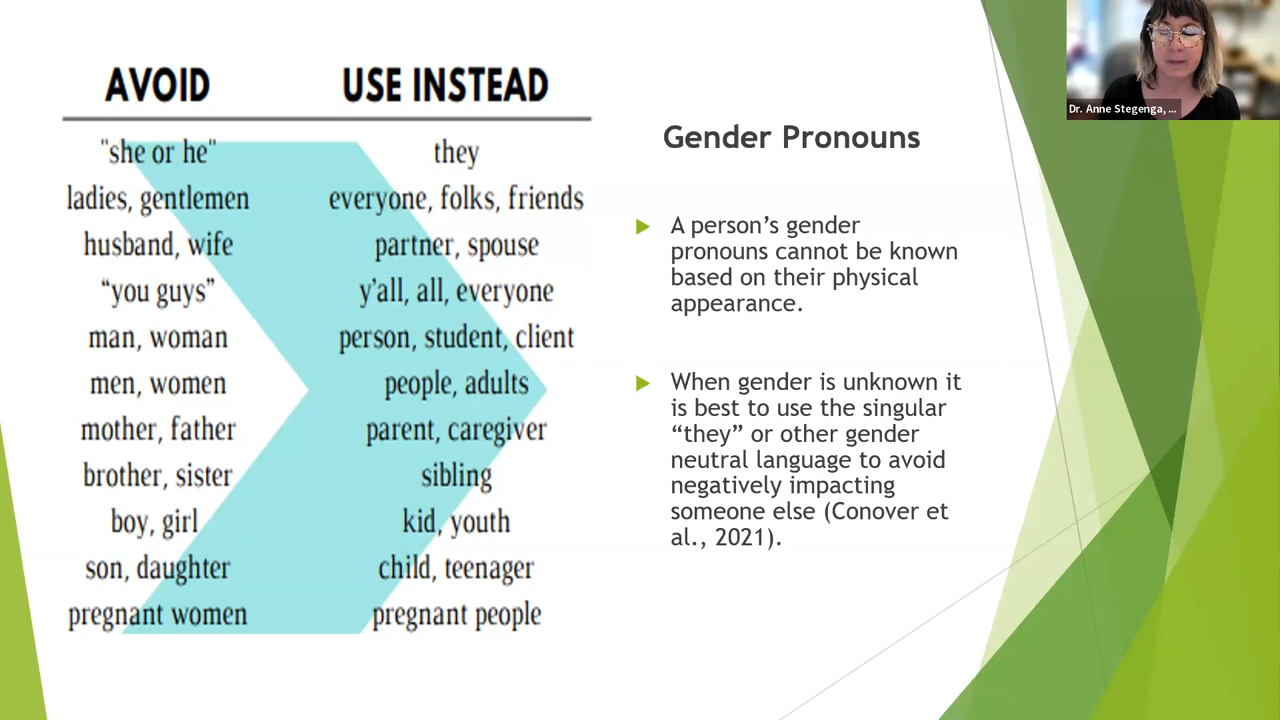 AVOID USE INSTEAD
"she or he" they
ladies, gentlemen everyone, folks, friends
husband, wife partner, spouse
“you guys” y’all, all, everyone
man, woman person, student, client
men, women people, adults
mother, father parent, caregiver
brother, sister sibling
boy, girl kid, youth
son, daughter child, teenager
pregnant women pregnant people
Gender Pronouns
A person’s gender
pronouns cannot be known
based on their physical
appearance.
When gender is unknown it
is best to use the singular
“they” or other gender
neutral language to avoid
negatively impacting
someone else (Conover et
al., 2021).
Dr. Anne Stegenga, ...